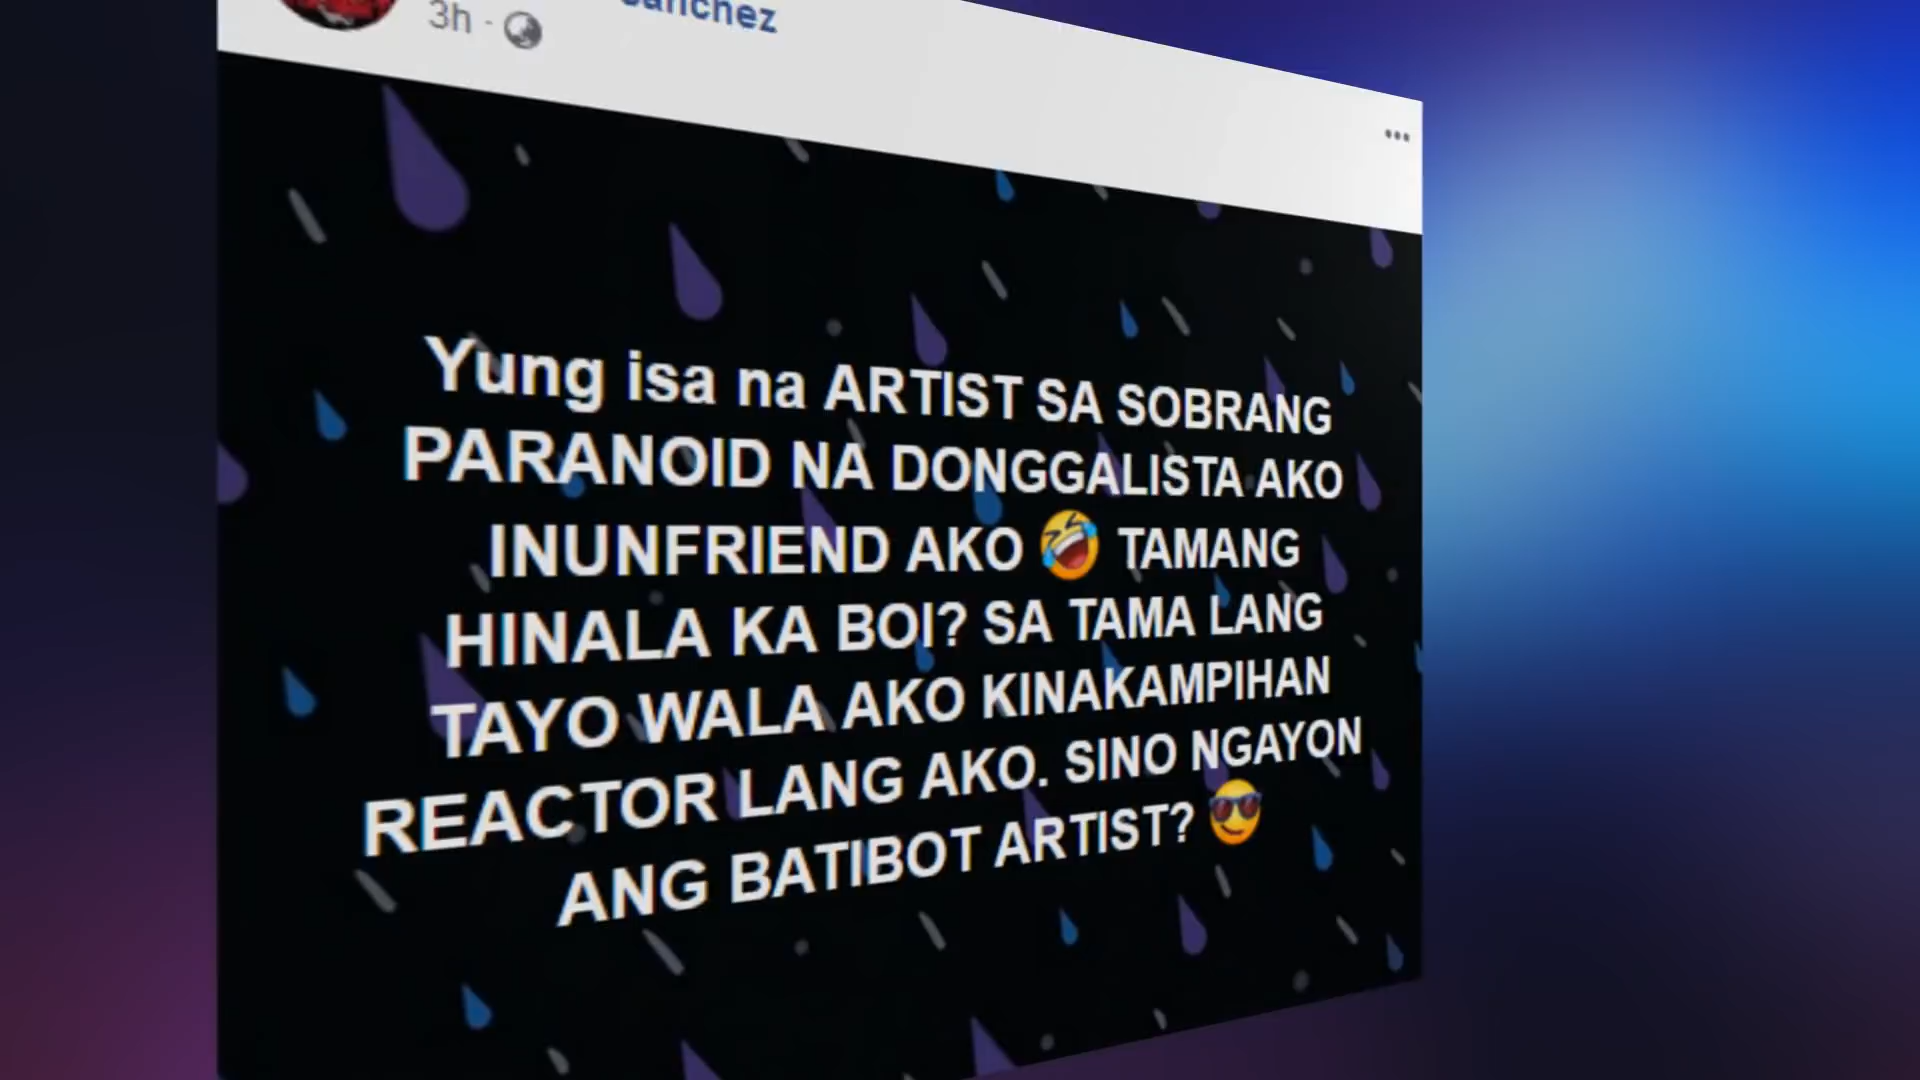 Sanchez
3h ·
Yung isa na ARTIST SA SOBRANG
PARANOID NA DONGGALISTA AKO
INUNFRIEND AKO 🤣 TAMANG
HINALA KA BOI? SA TAMA LANG
TAYO WALA AKO KINAKAMPIHAN
REACTOR LANG AKO. SINO NGAYON
ANG BATIBOT ARTIST? 😎